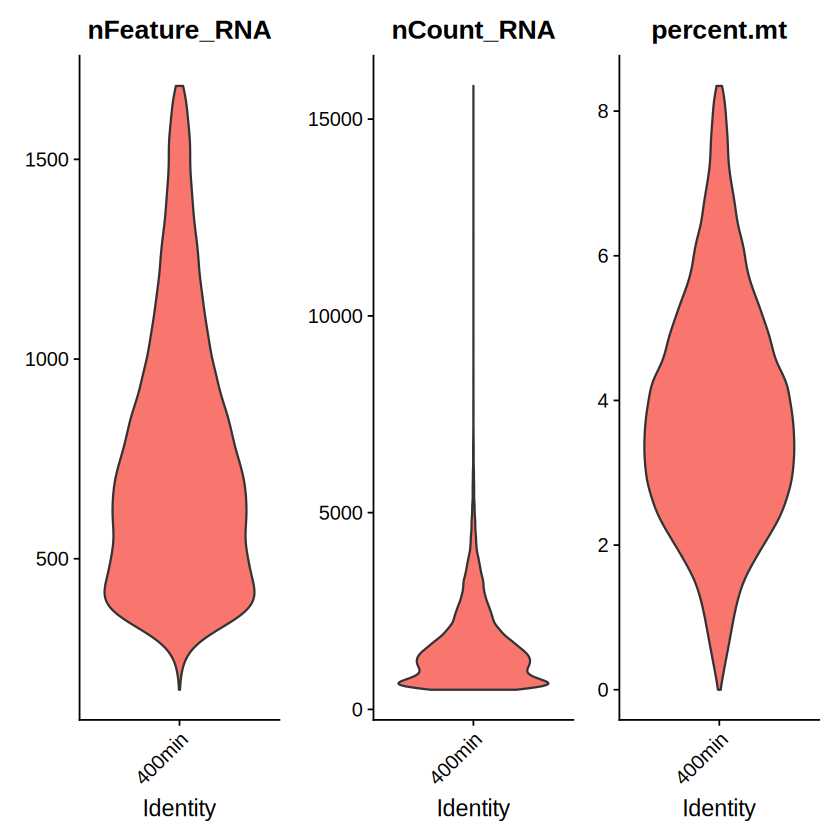 nFeature_RNA
1500
1000
500
400min
Identity
nCount_RNA
15000
10000
5000
0
400min
Identity
percent.mt
8
6
4
2
0
400min
Identity